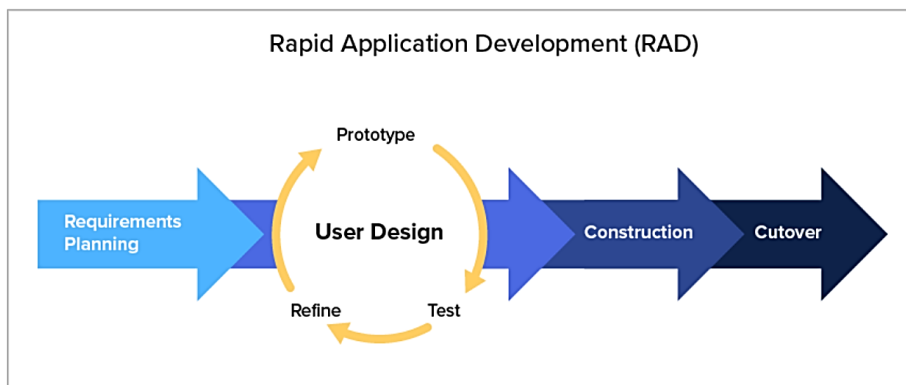 Rapid Application Development (RAD)
Prototype
Requirements
Planning
User Design
Construction
Cutover
Refine
Test